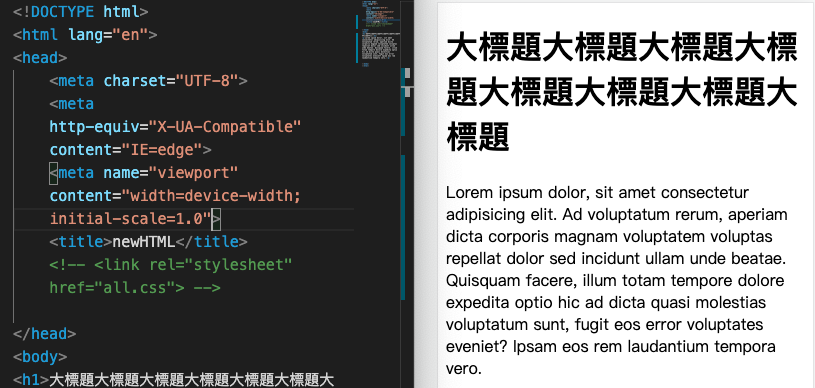 <!DOCTYPE html>
<html lang="en">
<head>
<meta charset="UTF-8">
<meta
http-equiv="X-UA-Compatible"
content="IE=edge">
<meta name="viewport"
content="width=device-width;
initial-scale=1.0">
<title>newHTML</title>
<!-- <link rel="stylesheet"
href="all.css"> -->
</head>
<body>
<h1>大標題大標題大標題大標題大標題大標題大
大標題大標題大標題大標
題大標題大標題大標題大
標題
Lorem ipsum dolor, sit amet consectetur
adipisicing elit. Ad voluptatum rerum, aperiam
dicta corporis magnam voluptatem voluptas
repellat dolor sed incidunt ullam unde beatae.
Quisquam facere, illum totam tempore dolore
expedita optio hic ad dicta quasi molestias
voluptatum sunt, fugit eos error voluptates
eveniet? Ipsam eos rem laudantium tempora
vero.